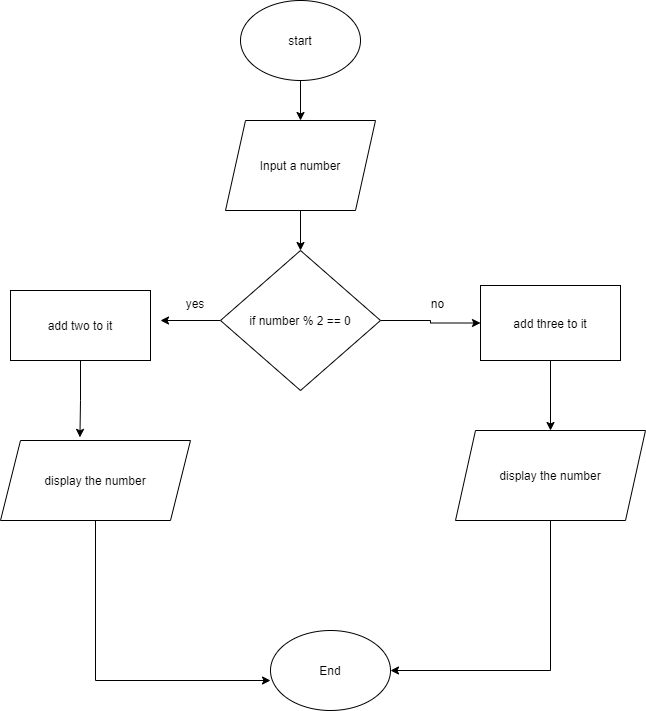 start
Input a number
yes
no
add two to it
if number % 2 == 0
add three to it
display the number
display the number
End